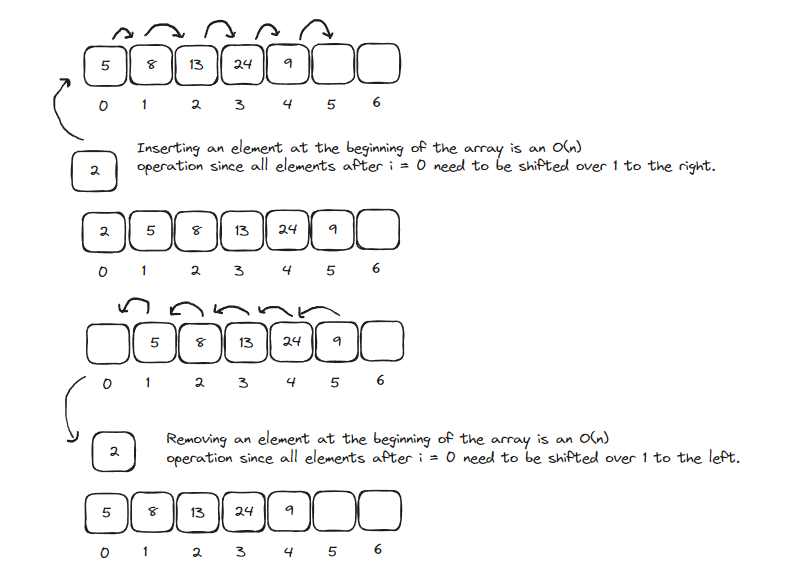 5 8 13 24 9
0 1 2 3 4 5 6
2
Inserting an element at the beginning of the array is an O(n)
operation since all elements after i = 0 need to be shifted over 1 to the right.
2 5 8 13 24 9
0 1 2 3 4 5 6
5 8 13 24 9
0 1 2 3 4 5 6
2
Removing an element at the beginning of the array is an O(n)
operation since all elements after i = 0 need to be shifted over 1 to the left.
5 8 13 24 9
0 1 2 3 4 5 6